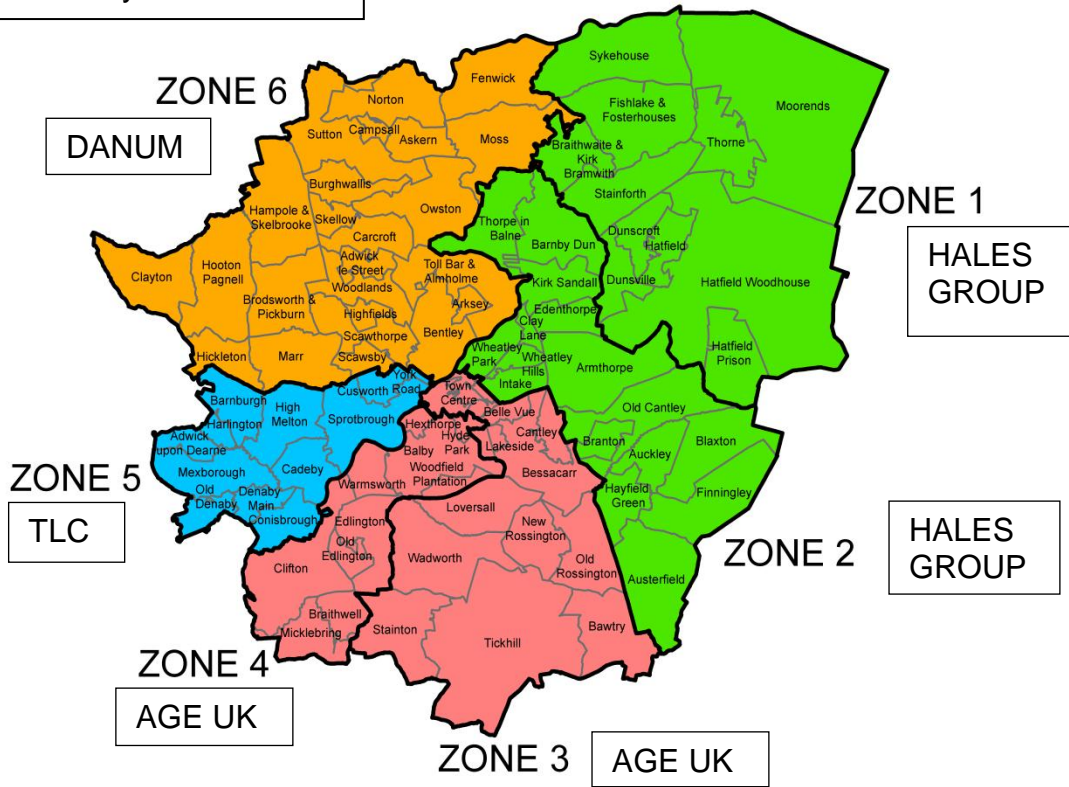 ZONE 6
DANUM
ZONE 1
HALES
GROUP
ZONE 5
TLC
ZONE 2
HALES
GROUP
ZONE 4
AGE UK
ZONE 3
AGE UK
Sykehouse
Fenwick
Moorends
Norton
Fishlake &
Fosterhouses
Sutton
Campsall
Askern
Moss
Thorne
Braithwaite &
Kirk
Bramwith
Burghwallis
Stainforth
Hampole &
Skelbrooke
Owston
Skellow
Thorpe in
Balne
Carcroft
Dunscroft
Hatfield
Barnby Dun
Clayton
Hooton
Pagnell
Adwick
le Street
Toll Bar &
Almholme
Woodlands
Kirk Sandall
Dunsville
Hatfield Woodhouse
Brodsworth &
Pickburn
Arksey
Highfields
Edenthorpe
Clay
Lane
Scawthorpe
Bentley
Wheatley
Park
Hatfield
Prison
Hickleton
Marr
Scawsby
Wheatley
Hills
Armthorpe
York
Road
Intake
Cusworth
Town
Centre
Barnburgh
High
Melton
Sprotbrough
Belle Vue
Old Cantley
Harlington
Hexthorpe
Hyde
Park
Cantley
Lakeside
Adwick
upon Dearne
Balby
Branton
Blaxton
Auckley
Mexborough
Cadeby
Woodfield
Plantation
Bessacarr
Warmsworth
Old
Denaby
Denaby
Main
Hayfield
Green
Finningley
Conisbrough
Loversall
Edlington
New
Rossington
Old
Edlington
Wadworth
Old
Rossington
Clifton
Austerfield
Braithwell
Micklebring
Stainton
Tickhill
Bawtry